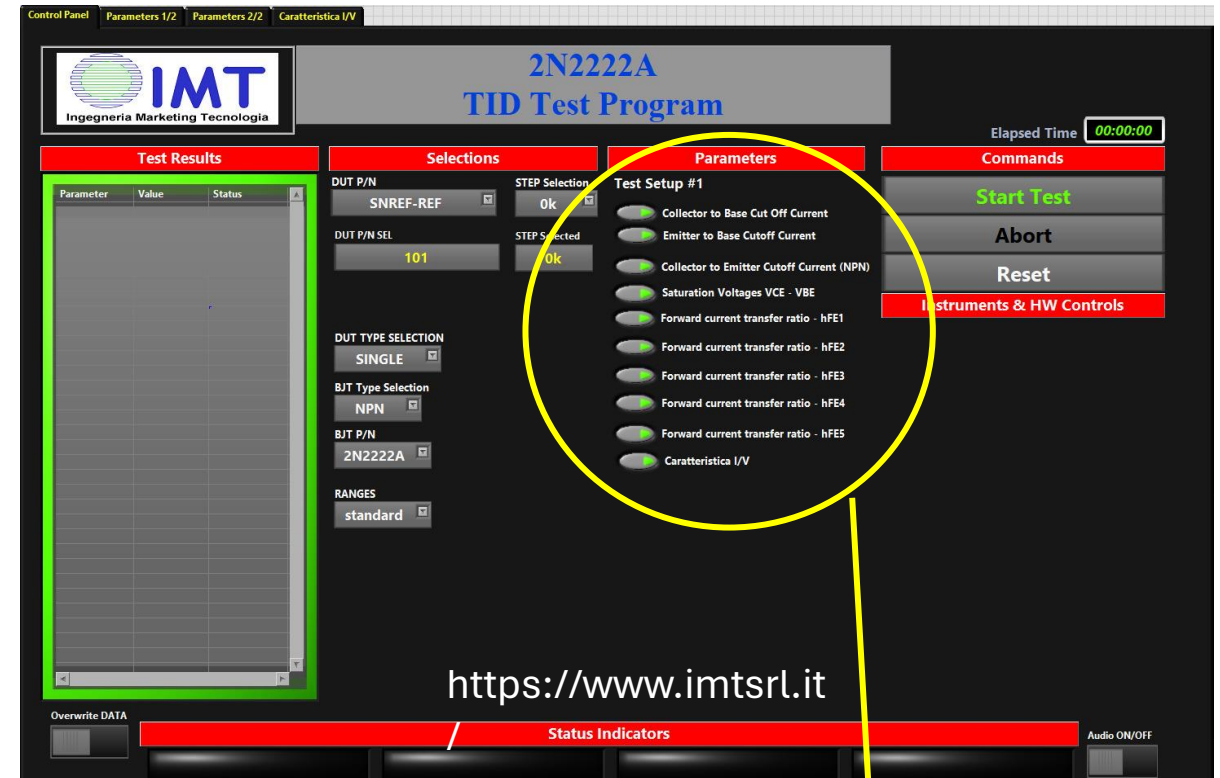 Control Panel Parameters 1/2 Parameters 2/2 Caratteristica I/V
IMT
Ingegneria Marketing Tecnologia
2N2222A
TID Test Program
Elapsed Time 00:00:00
Test Results
Parameter Value Status
Selections
DUT P/N
SNREF-REF
STEP Selection
0k
DUT P/N SEL
101
STEP Selected
0k
DUT TYPE SELECTION
SINGLE
BJT Type Selection
NPN
BJT P/N
2N2222A
RANGES
standard
Parameters
Test Setup #1
Collector to Base Cut Off Current
Emitter to Base Cutoff Current
Collector to Emitter Cutoff Current (NPN)
Saturation Voltages VCE - VBE
Forward current transfer ratio - hFE1
Forward current transfer ratio - hFE2
Forward current transfer ratio - hFE3
Forward current transfer ratio - hFE4
Forward current transfer ratio - hFE5
Caratteristica I/V
Commands
Start Test
Abort
Reset
Instruments & HW Controls
https://www.imtsrl.it
/
Overwrite DATA
Status Indicators
Audio ON/OFF